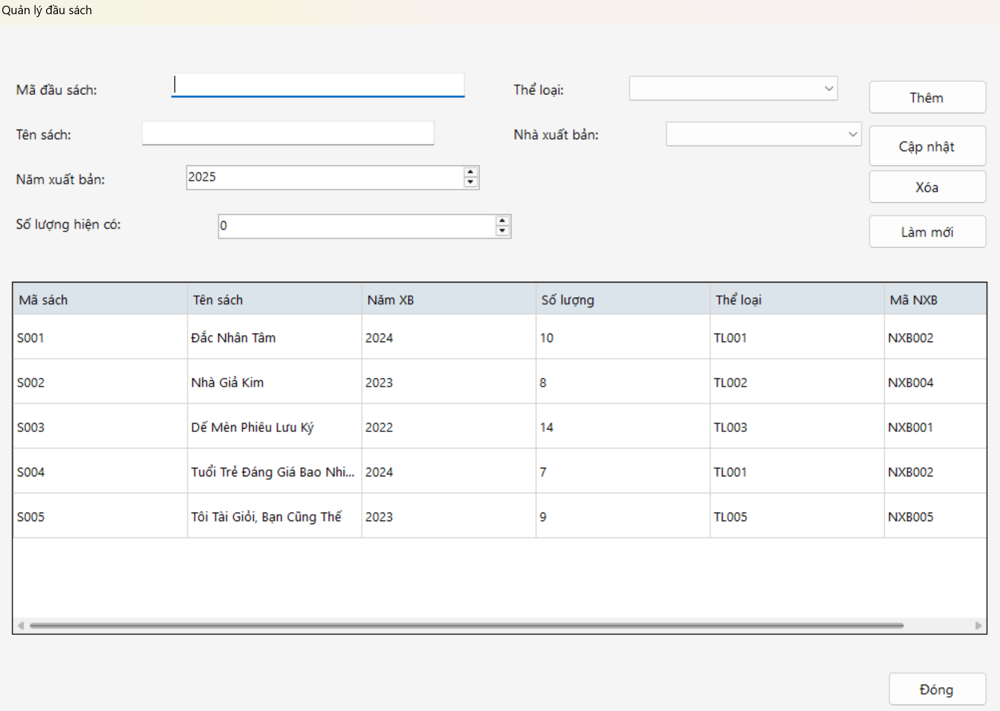 Quản lý đầu sách
Mã đầu sách:
Thể loại:
Thêm
Tên sách:
Nhà xuất bản:
Cập nhật
Năm xuất bản:
2025
Xóa
Số lượng hiện có:
0
Làm mới
Mã sách Tên sách Năm XB Số lượng Thể loại Mã NXB
S001 Đắc Nhân Tâm 2024 10 TL001 NXB002
S002 Nhà Giả Kim 2023 8 TL002 NXB004
S003 Dế Mèn Phiêu Lưu Ký 2022 14 TL003 NXB001
S004 Tuổi Trẻ Đáng Giá Bao Nhi... 2024 7 TL001 NXB002
S005 Tôi Tài Giỏi, Bạn Cũng Thế 2023 9 TL005 NXB005
Đóng